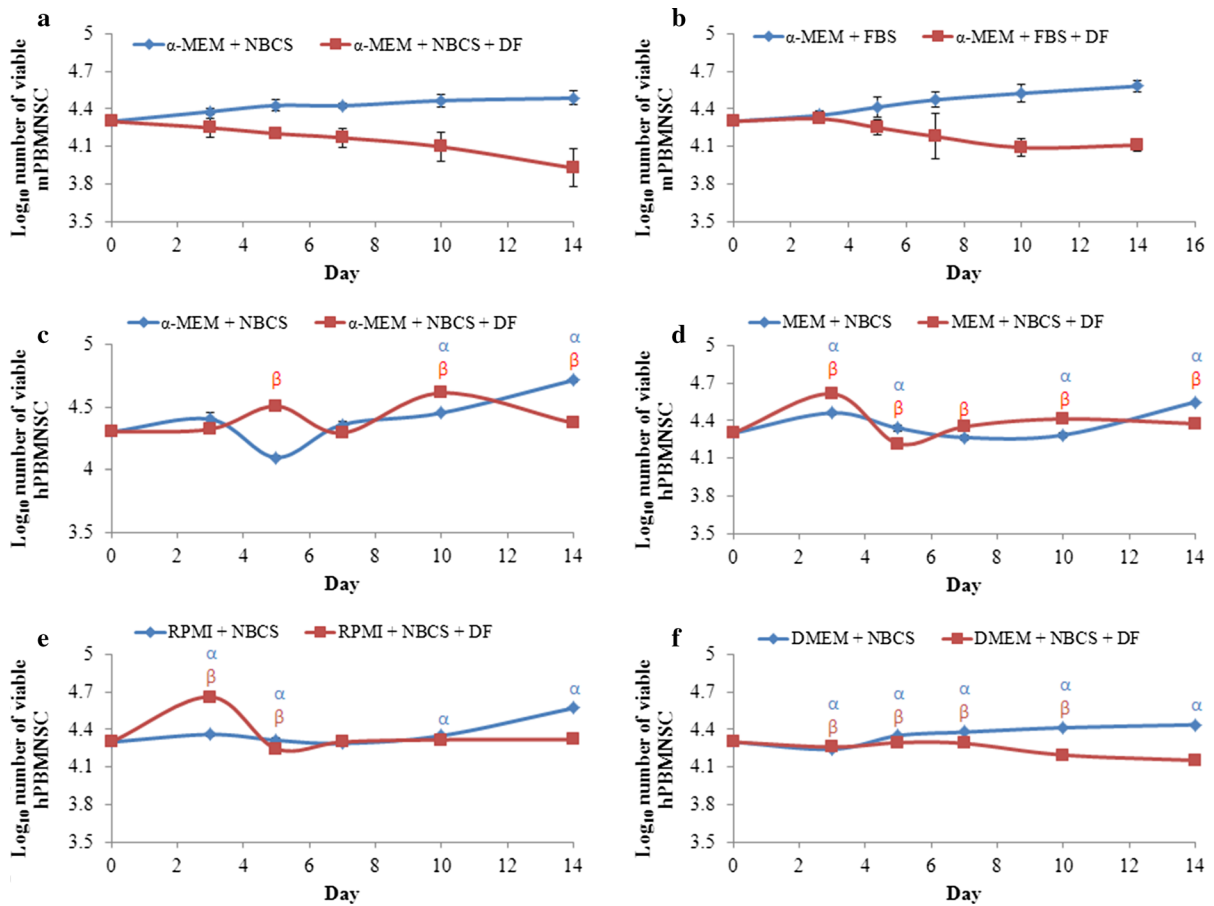 a
α-MEM + NBCS
α-MEM + NBCS + DF
Log10 number of viable
mPBMNSC
5
4.7
4.4
4.1
3.8
3.5
0 2 4 6 8 10 12 14
Day
b
α-MEM + FBS
α-MEM + FBS + DF
Log10 number of viable
mPBMNSC
5
4.7
4.4
4.1
3.8
3.5
0 2 4 6 8 10 12 14 16
Day
c
α-MEM + NBCS
α-MEM + NBCS + DF
Log10 number of viable
hPBMNSC
5
4.5
4
3.5
β
α
β
α
β
0 2 4 6 8 10 12 14
Day
d
MEM + NBCS
MEM + NBCS + DF
Log10 number of viable
hPBMNSC
5
4.7
4.4
4.1
3.8
3.5
α
β
α
β
β
α
β
α
β
0 2 4 6 8 10 12 14
Day
e
RPMI + NBCS
RPMI + NBCS + DF
Log10 number of viable
hPBMNSC
5
4.7
4.4
4.1
3.8
3.5
α
β
α
β
α
α
0 2 4 6 8 10 12 14
Day
f
DMEM + NBCS
DMEM + NBCS + DF
Log10 number of viable
hPBMNSC
5
4.7
4.4
4.1
3.8
3.5
α
β
α
β
α
β
α
β
α
0 2 4 6 8 10 12 14
Day